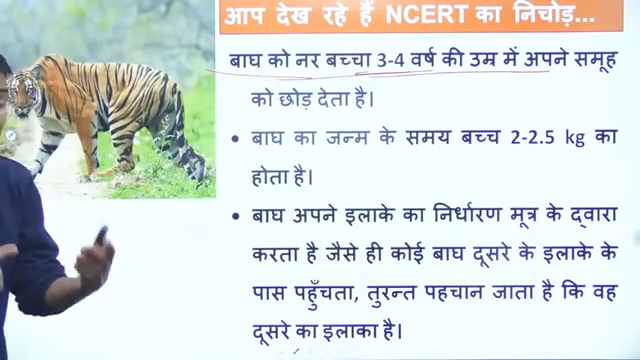 आप देख रहे हैं NCERT का निचोड़...
बाघ को नर बच्चा 3-4 वर्ष की उम्र में अपने समूह
को छोड़ देता है।
• बाघ का जन्म के समय बच्च 2-2.5 kg का
होता है।
• बाघ अपने इलाके का निर्धारण मूत्र के द्वारा
करता है जैसे ही कोई बाघ दूसरे के इलाके के
पास पहुँचता, तुरन्त पहचान जाता है कि वह
दूसरे का इलाका है।